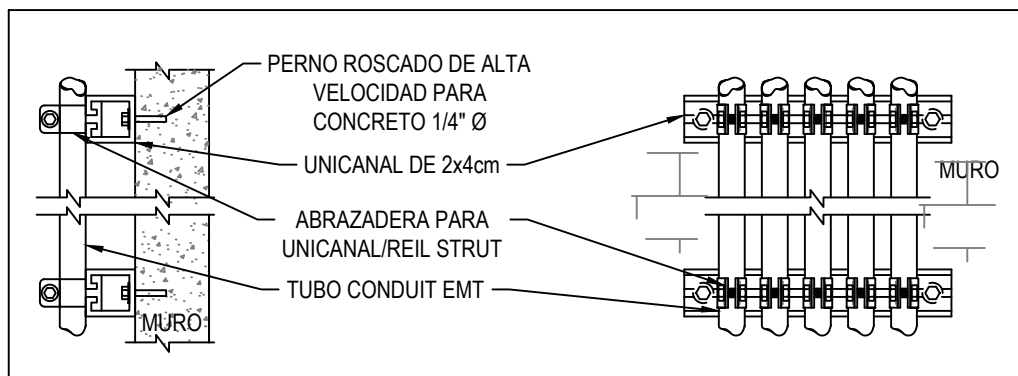 PERNO ROSCADO DE ALTA
VELOCIDAD PARA
CONCRETO 1/4" Ø
UNICANAL DE 2x4cm
MURO
ABRAZADERA PARA
UNICANAL/REIL STRUT
TUBO CONDUIT EMT
MURO